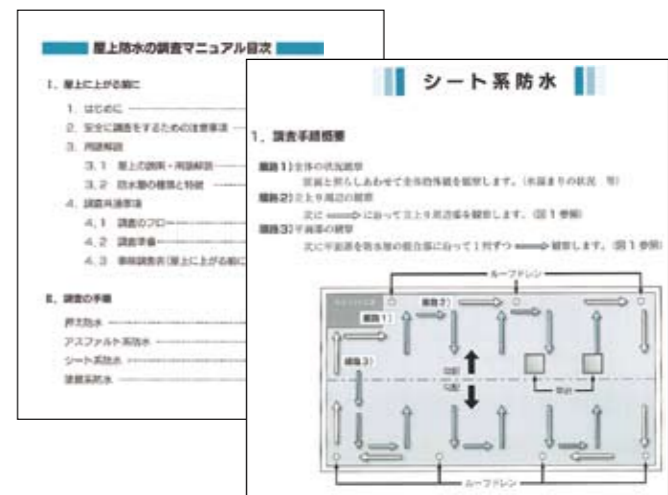 屋上防水の調査マニュアル目次
I．屋上に上がる前に
1. はじめに
2. 安全に調査をするための注意事項
3. 用語解説
3. 1 屋上の説明・用語解説
3. 2 防水層の種類と特徴
4. 調査共通事項
4. 1 調査のフロー
4. 2 調査準備
4. 3 事前調査表（屋上に上がる前に
II．調査の手順
押え防水
アスファルト系防水
シート系防水
塗膜系防水
シート系防水
1．調査手順概要
順路1）全体の状況観察
図面と照らしあわせて全体的外観を観察します。（水溜まりの状況 等）
順路2）立上り周辺の観察
次に⇒に沿って立上り周辺部を観察します。（図1参照）
順路3）平面部の観察
次に平面部を防水層の接合部に沿って1列ずつ⇒観察します。（図1参照）
ルーフドレン
順路2）
順路1）
順路3）
勾配
勾配
架台
ルーフドレン